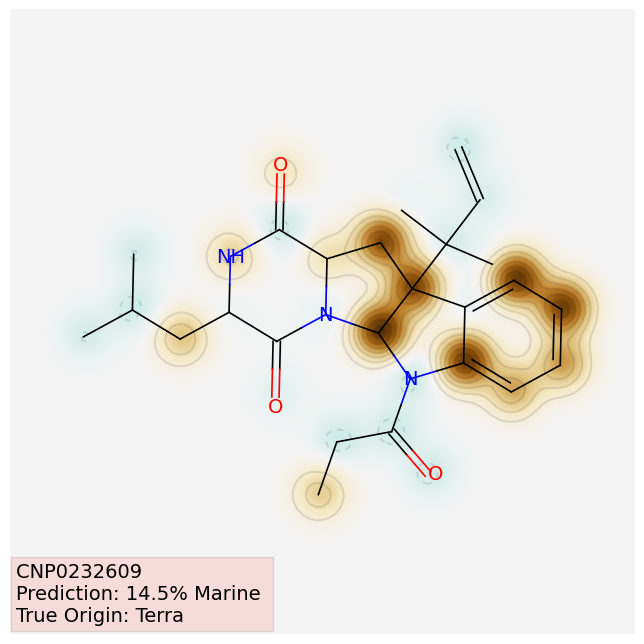 O
NH
N
O
N
O
CNP0232609
Prediction: 14.5% Marine
True Origin: Terra